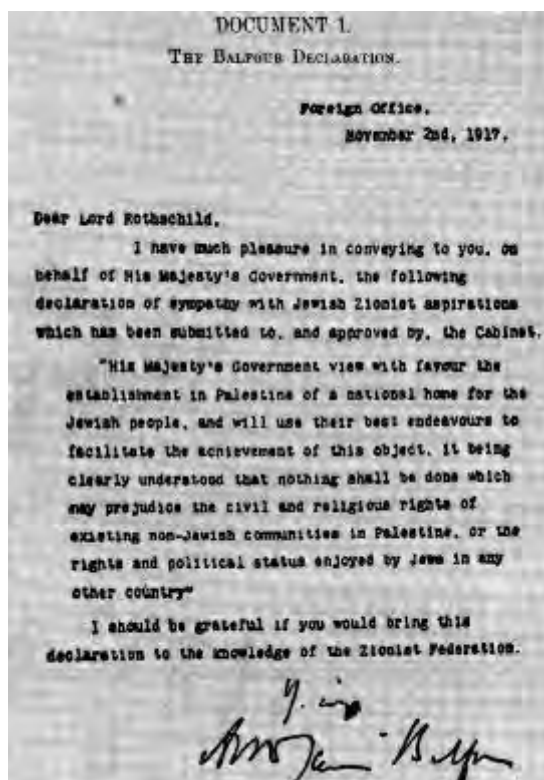 DOCUMENT 1.
THE BALFOUR DECLARATION.
Foreign Office,
November 2nd, 1917.
Dear Lord Rothschild,
I have much pleasure in conveying to you, on
behalf of His Majesty's Government, the following
declaration of sympathy with Jewish Zionist aspirations
which has been submitted to, and approved by, the Cabinet.
"His Majesty's Government view with favour the
establishment in Palestine of a national home for the
Jewish people, and will use their best endeavours to
facilitate the achievement of this object, it being
clearly understood that nothing shall be done which
may prejudice the civil and religious rights of
existing non-Jewish communities in Palestine, or the
rights and political status enjoyed by Jews in any
other country"
I should be grateful if you would bring this
declaration to the knowledge of the Zionist Federation.